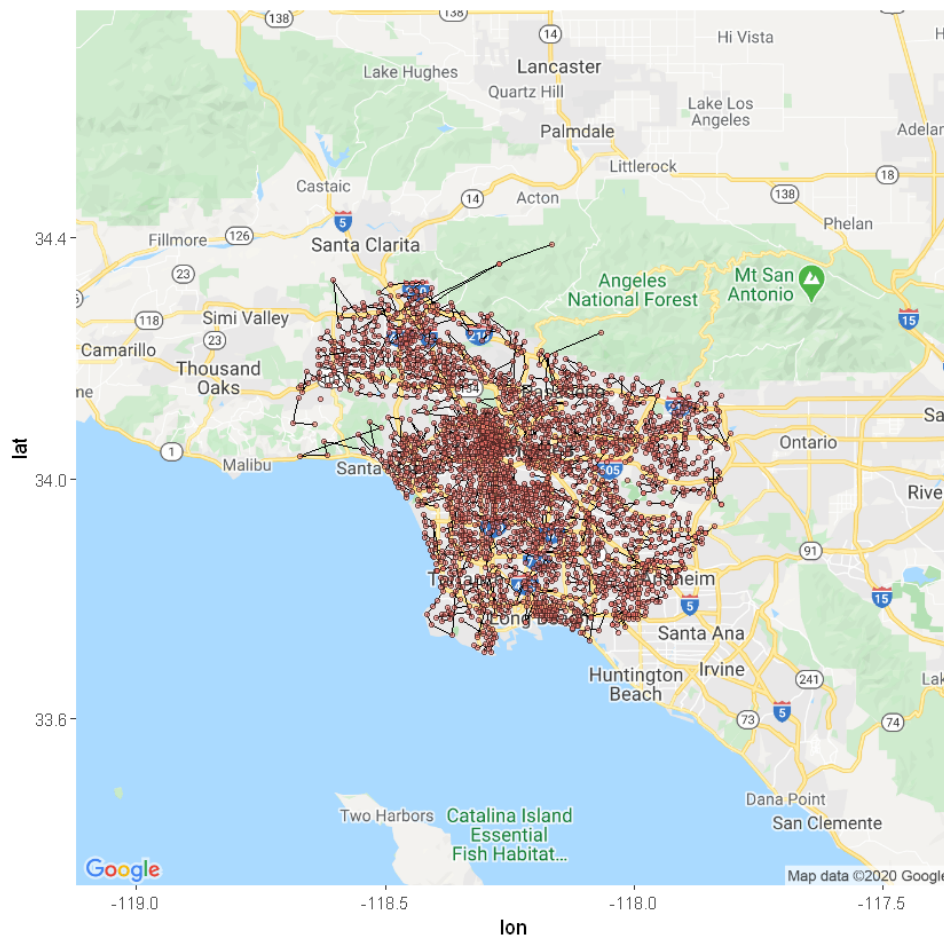 138
138
14
Hi Vista
Lancaster
Lake Hughes
Quartz Hill
Lake Los
Angeles
Palmdale
Adelan
Littlerock
18
Castaic
138
14
Acton
5
Phelan
34.4
Fillmore
126
Santa Clarita
23
Angeles
National Forest
Mt San
Antonio
118
Simi Valley
15
Camarillo
23
Thousand
Oaks
Ontario
1
Malibu
lat
34.0
Rive
91
Anaheim
15
5
Long Beach
Santa Ana
Huntington
Beach
Irvine
241
33.6
5
73
74
Dana Point
San Clemente
Two Harbors
Catalina Island
Essential
Fish Habitat...
Google
Map data ©2020 Google
-119.0
-118.5
-118.0
-117.5
lon